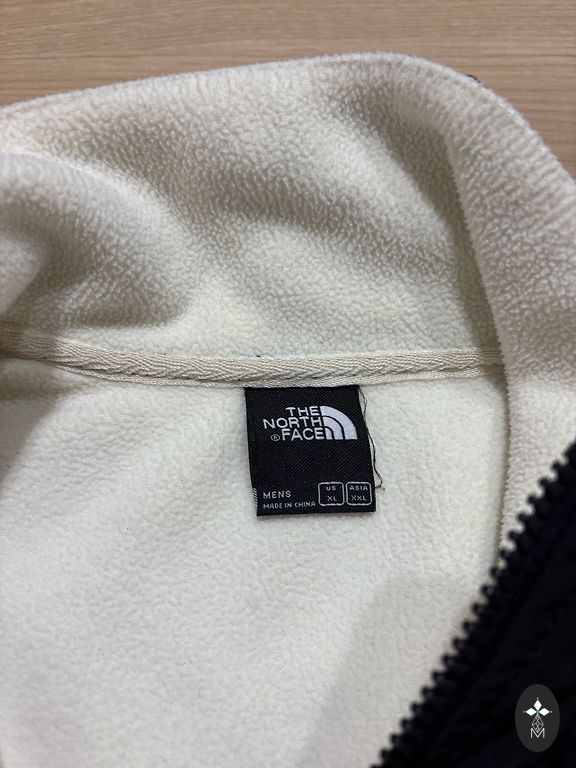 THE
NORTH
® FACE
MENS
US
XL
ASIA
XXL
MADE IN CHINA
M